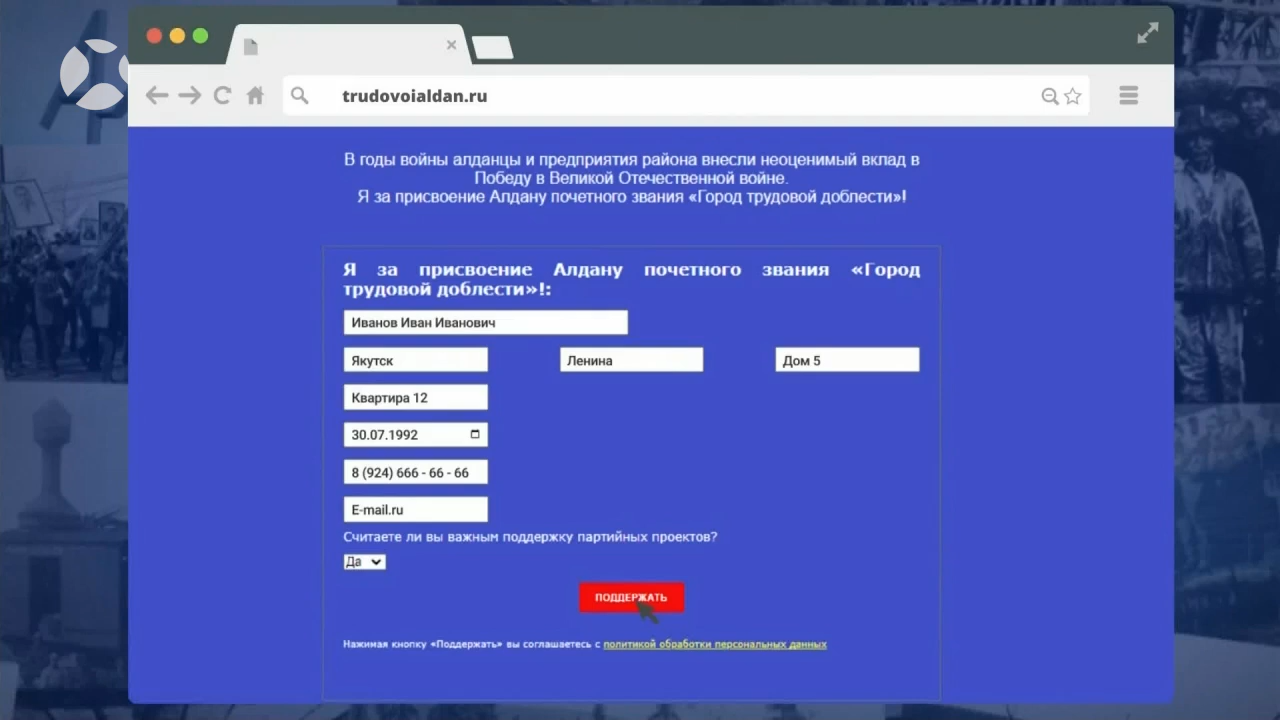 trudovoialdan.ru
В годы войны алданцы и предприятия района внесли неоценимый вклад в
Победу в Великой Отечественной войне.
Я за присвоение Алдану почетного звания «Город трудовой доблести»!
Я за присвоение Алдану почетного звания «Город
трудовой доблести»!:
Иванов Иван Иванович
Якутск Ленина Дом 5
Квартира 12
30.07.1992
8 (924) 666 - 66 - 66
E-mail.ru
Считаете ли вы важным поддержку партийных проектов?
Да
ПОДДЕРЖАТЬ
Нажимая кнопку «Поддержать» вы соглашаетесь с политикой обработки персональных данных